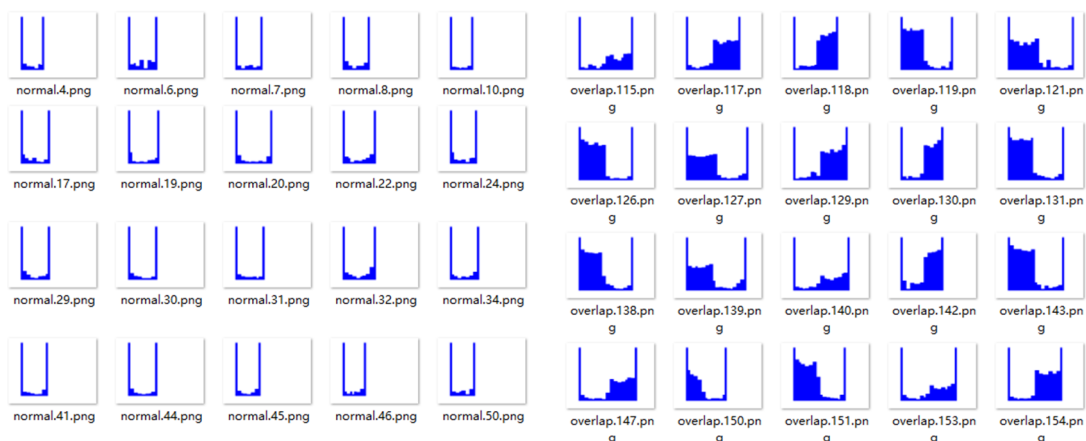 normal.4.png
normal.6.png
normal.7.png
normal.8.png
normal.10.png
normal.17.png
normal.19.png
normal.20.png
normal.22.png
normal.24.png
normal.29.png
normal.30.png
normal.31.png
normal.32.png
normal.34.png
normal.41.png
normal.44.png
normal.45.png
normal.46.png
normal.50.png
overlap.115.pn
g
overlap.117.pn
g
overlap.118.pn
g
overlap.119.pn
g
overlap.121.pn
g
overlap.126.pn
g
overlap.127.pn
g
overlap.129.pn
g
overlap.130.pn
g
overlap.131.pn
g
overlap.138.pn
g
overlap.139.pn
g
overlap.140.pn
g
overlap.142.pn
g
overlap.143.pn
g
overlap.147.pn
g
overlap.150.pn
g
overlap.151.pn
g
overlap.153.pn
g
overlap.154.pn
g